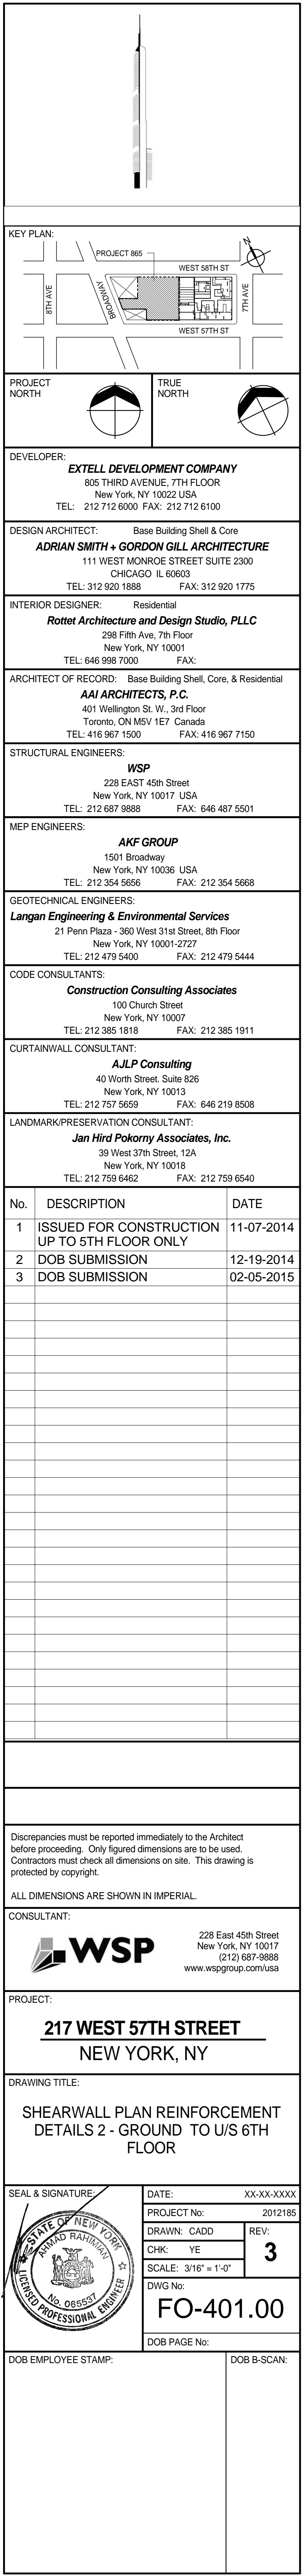 KEY PLAN:
PROJECT 865
WEST 58TH ST
N
8TH AVE
BROADWAY
7TH AVE
WEST 57TH ST
PROJECT
NORTH
TRUE
NORTH
DEVELOPER:
EXTELL DEVELOPMENT COMPANY
805 THIRD AVENUE, 7TH FLOOR
New York, NY 10022 USA
TEL: 212 712 6000 FAX: 212 712 6100
DESIGN ARCHITECT: Base Building Shell & Core
ADRIAN SMITH + GORDON GILL ARCHITECTURE
111 WEST MONROE STREET SUITE 2300
CHICAGO IL 60603
TEL: 312 920 1888 FAX: 312 920 1775
INTERIOR DESIGNER: Residential
Rottet Architecture and Design Studio, PLLC
298 Fifth Ave, 7th Floor
New York, NY 10001
TEL: 646 998 7000 FAX:
ARCHITECT OF RECORD: Base Building Shell, Core, & Residential
AAI ARCHITECTS, P.C.
401 Wellington St. W., 3rd Floor
Toronto, ON M5V 1E7 Canada
TEL: 416 967 1500 FAX: 416 967 7150
STRUCTURAL ENGINEERS:
WSP
228 EAST 45th Street
New York, NY 10017 USA
TEL: 212 687 9888 FAX: 646 487 5501
MEP ENGINEERS:
AKF GROUP
1501 Broadway
New York, NY 10036 USA
TEL: 212 354 5656 FAX: 212 354 5668
GEOTECHNICAL ENGINEERS:
Langan Engineering & Environmental Services
21 Penn Plaza - 360 West 31st Street, 8th Floor
New York, NY 10001-2727
TEL: 212 479 5400 FAX: 212 479 5444
CODE CONSULTANTS:
Construction Consulting Associates
100 Church Street
New York, NY 10007
TEL: 212 385 1818 FAX: 212 385 1911
CURTAINWALL CONSULTANT:
AJLP Consulting
40 Worth Street. Suite 826
New York, NY 10013
TEL: 212 757 5659 FAX: 646 219 8508
LANDMARK/PRESERVATION CONSULTANT:
Jan Hird Pokorny Associates, Inc.
39 West 37th Street, 12A
New York, NY 10018
TEL: 212 759 6462 FAX: 212 759 6540
No. DESCRIPTION DATE
1 ISSUED FOR CONSTRUCTION 11-07-2014
UP TO 5TH FLOOR ONLY
2 DOB SUBMISSION 12-19-2014
3 DOB SUBMISSION 02-05-2015
Discrepancies must be reported immediately to the Architect
before proceeding. Only figured dimensions are to be used.
Contractors must check all dimensions on site. This drawing is
protected by copyright.
ALL DIMENSIONS ARE SHOWN IN IMPERIAL.
CONSULTANT:
WSP
228 East 45th Street
New York, NY 10017
(212) 687-9888
www.wspgroup.com/usa
PROJECT:
217 WEST 57TH STREET
NEW YORK, NY
DRAWING TITLE:
SHEARWALL PLAN REINFORCEMENT
DETAILS 2 - GROUND TO U/S 6TH
FLOOR
SEAL & SIGNATURE:
STATE OF NEW YORK
AHMAD RAHIMIAN
No. 065537
LICENSED PROFESSIONAL ENGINEER
DATE: XX-XX-XXXX
PROJECT No: 2012185
DRAWN: CADD
REV:
CHK: YE
3
SCALE: 3/16" = 1'-0"
DWG No:
FO-401.00
DOB PAGE No:
DOB EMPLOYEE STAMP:
DOB B-SCAN: